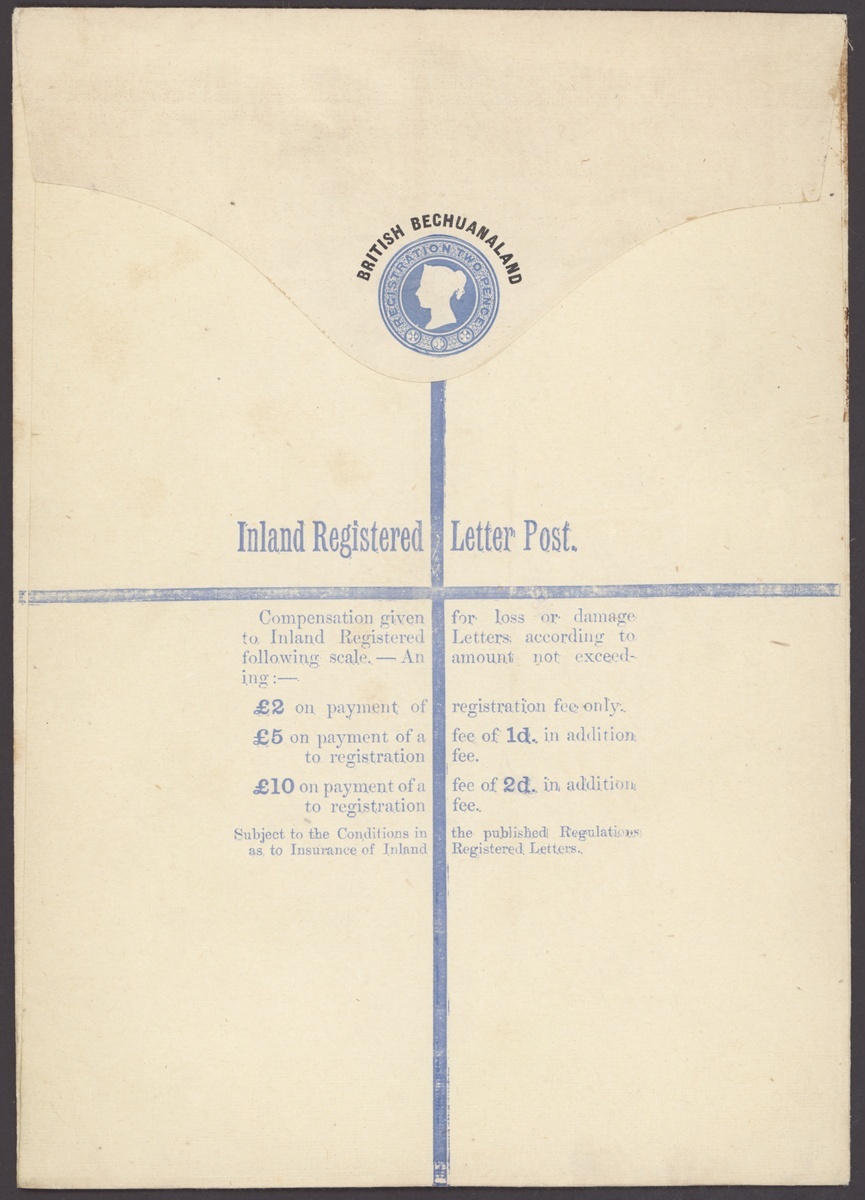 BRITISH BECHUANALAND
REGISTRATION TWO PENCE
Inland Registered Letter Post.
Compensation given for loss or damage
to Inland Registered Letters, according to
following scale. — An amount not exceed-
ing:—
£2 on payment of registration fee only.
£5 on payment of a fee of 1d. in addition
to registration fee.
£10 on payment of a fee of 2d. in addition
to registration fee.
Subject to the Conditions in the published Regulations
as to Insurance of Inland Registered Letters.